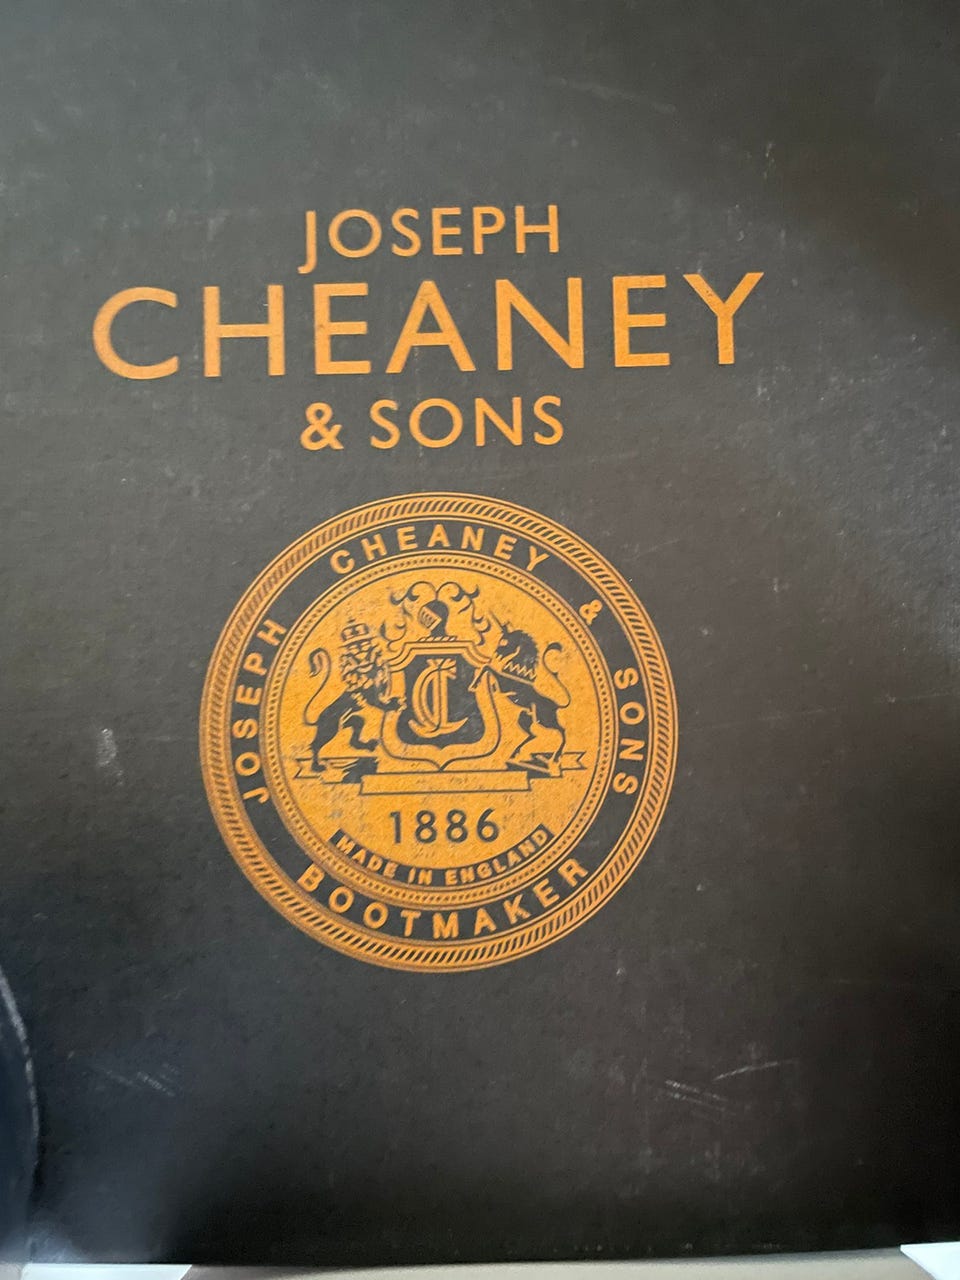 JOSEPH
CHEANEY
& SONS
JOSEPH CHEANEY & SONS
JC
1886
MADE IN ENGLAND
BOOTMAKER